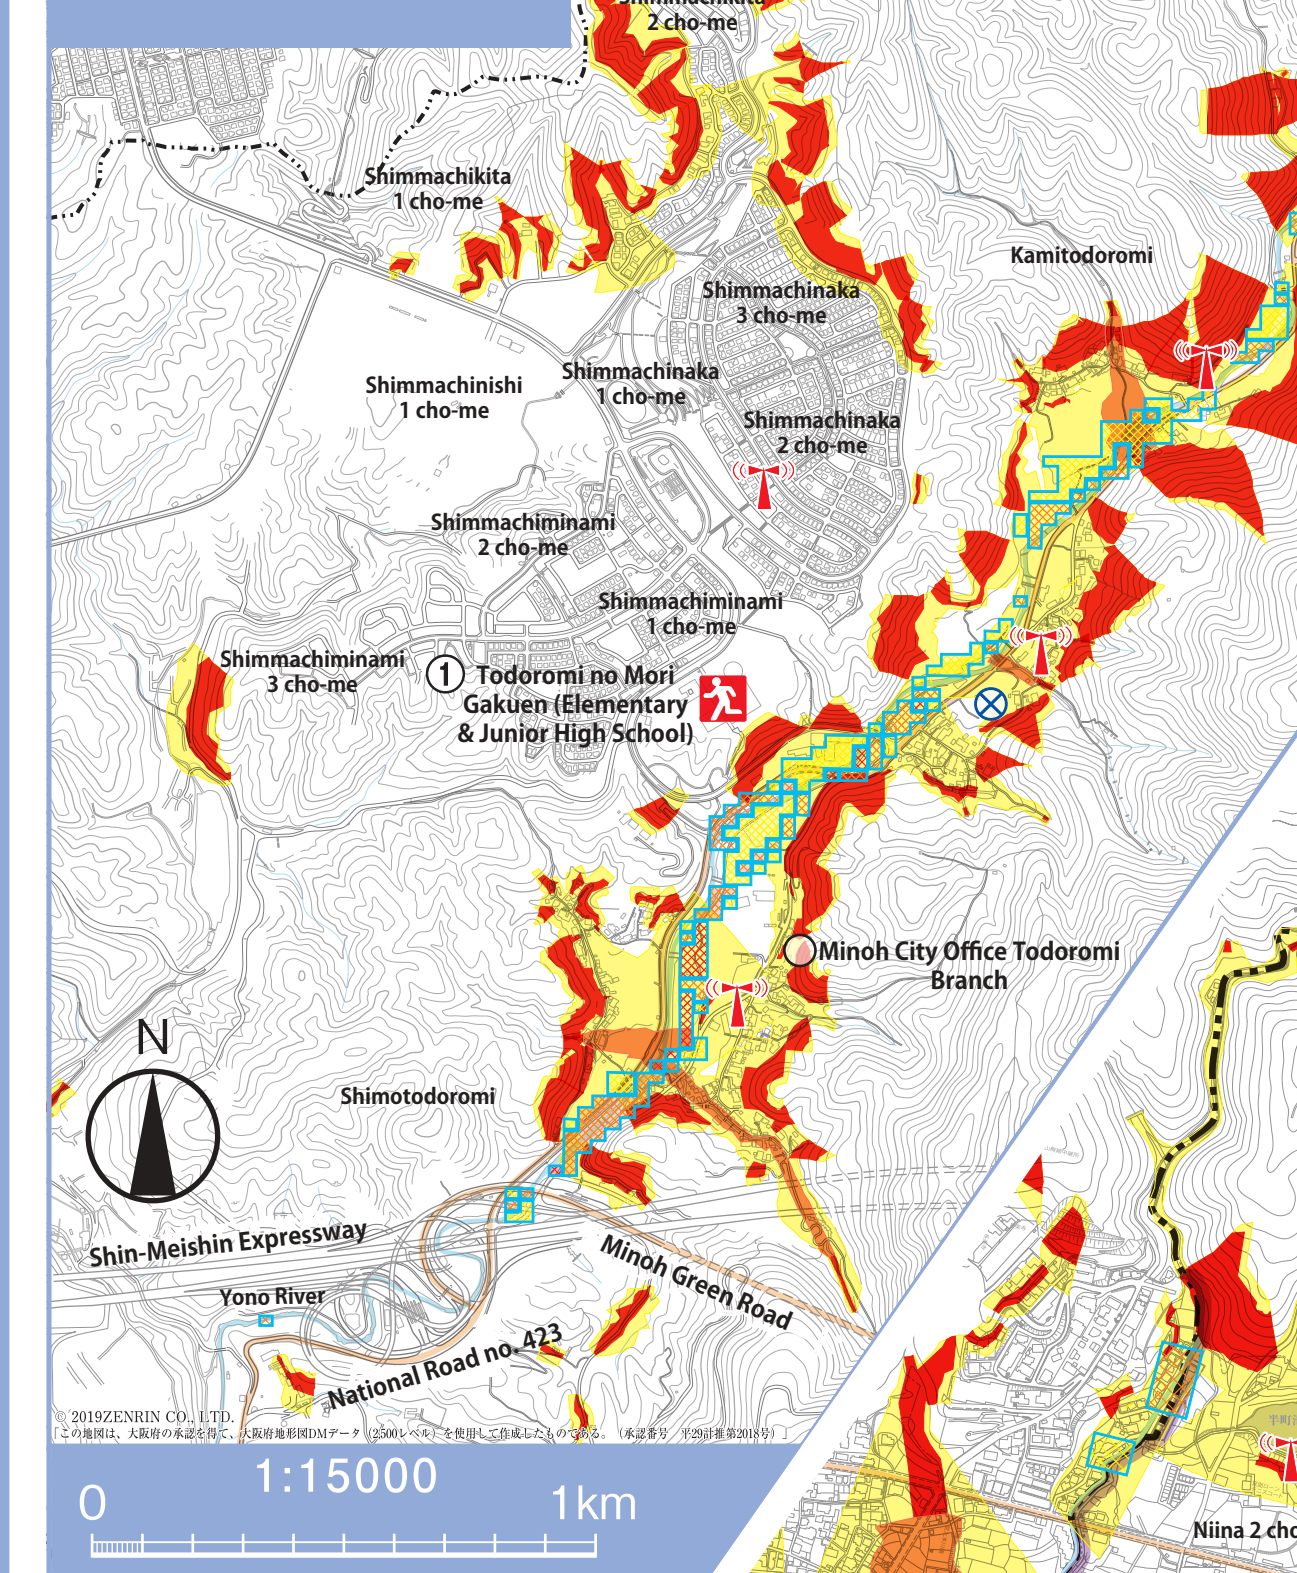 Shimmachikita
2 cho-me
Shimmachikita
1 cho-me
Kamitodoromi
Shimmachinaka
3 cho-me
Shimmachinaka
1 cho-me
Shimmachinishi
1 cho-me
Shimmachinaka
2 cho-me
Shimmachiminami
2 cho-me
Shimmachiminami
1 cho-me
Shimmachiminami
3 cho-me
1
Todoromi no Mori
Gakuen (Elementary
& Junior High School)
Minoh City Office Todoromi
Branch
N
Shimotodoromi
Shin-Meishin Expressway
Minoh Green Road
Yono River
National Road no. 423
© 2019ZENRIN CO., LTD.
「この地図は、大阪府の承認を得て、大阪府地形図DMデータ（2,500レベル）を使用して作成したものである。（承認番号　平29計推第2018号）」
半町
Niina 2 cho
1:15000
0
1km